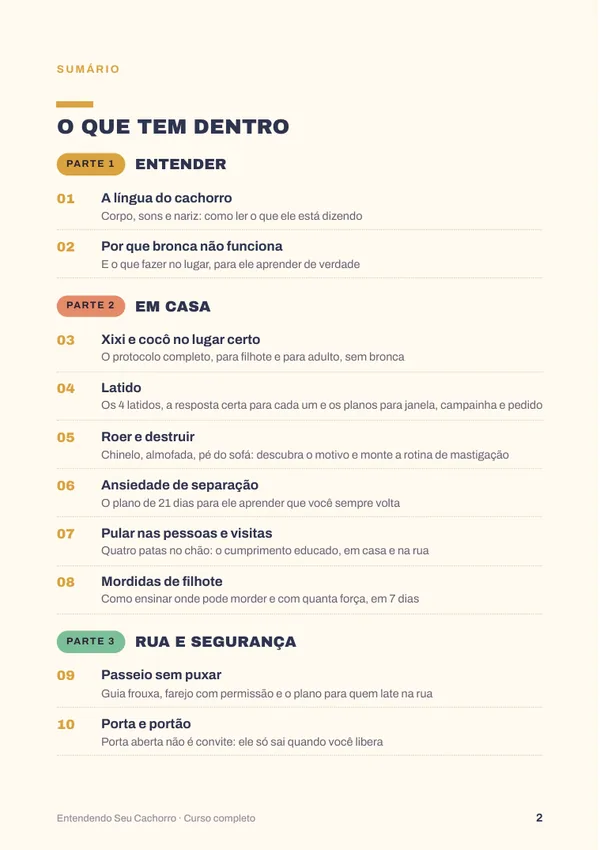 SUMÁRIO
O QUE TEM DENTRO
PARTE 1 ENTENDER
01 A língua do cachorro
Corpo, sons e nariz: como ler o que ele está dizendo
02 Por que bronca não funciona
E o que fazer no lugar, para ele aprender de verdade
PARTE 2 EM CASA
03 Xixi e cocô no lugar certo
O protocolo completo, para filhote e para adulto, sem bronca
04 Latido
Os 4 latidos, a resposta certa para cada um e os planos para janela, campainha e pedido
05 Roer e destruir
Chinelo, almofada, pé do sofá: descubra o motivo e monte a rotina de mastigação
06 Ansiedade de separação
O plano de 21 dias para ele aprender que você sempre volta
07 Pular nas pessoas e visitas
Quatro patas no chão: o cumprimento educado, em casa e na rua
08 Mordidas de filhote
Como ensinar onde pode morder e com quanta força, em 7 dias
PARTE 3 RUA E SEGURANÇA
09 Passeio sem puxar
Guia frouxa, farejo com permissão e o plano para quem late na rua
10 Porta e portão
Porta aberta não é convite: ele só sai quando você libera
Entendendo Seu Cachorro · Curso completo 2